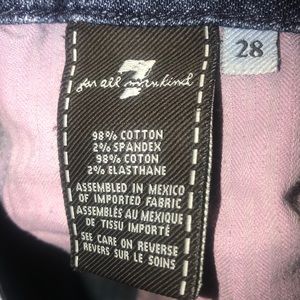 7
for all mankind
28
98% COTTON
2% SPANDEX
98% COTON
2% ELASTHANE
ASSEMBLED IN MEXICO
OF IMPORTED FABRIC
ASSEMBLÉS AU MEXIQUE
DE TISSU IMPORTÉ
SEE CARE ON REVERSE
REVERS SUR LE SOINS